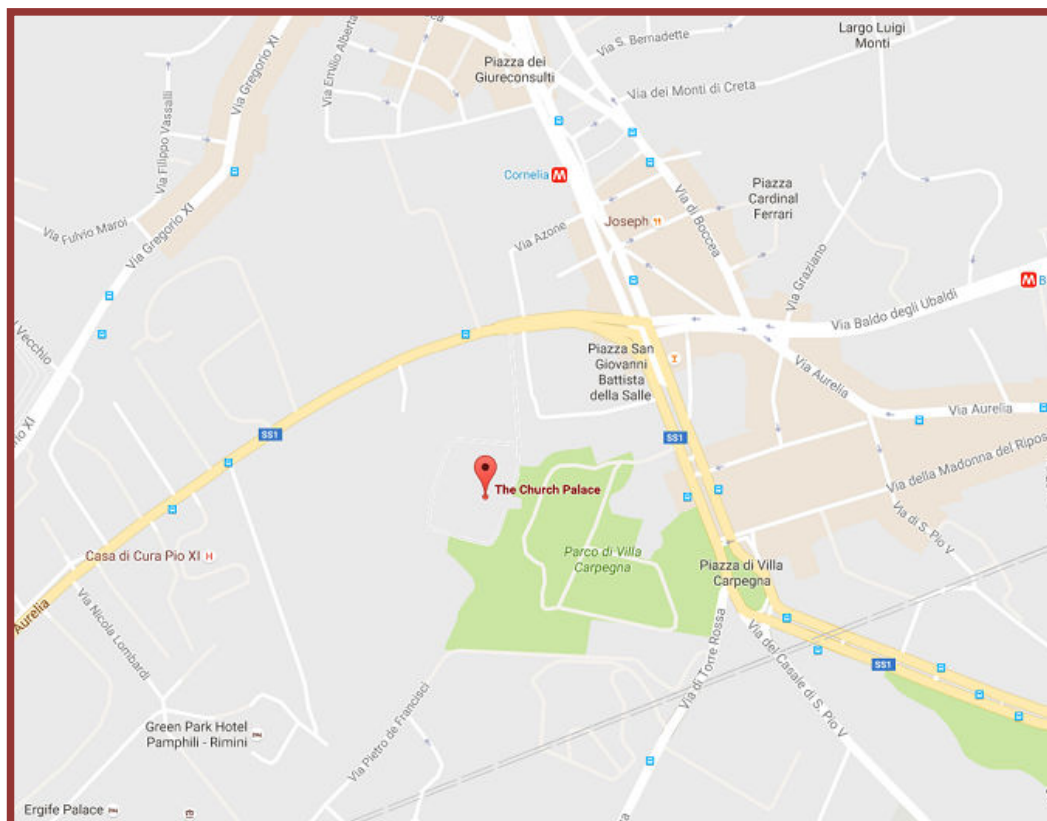 Largo Luigi
Monti
Via S. Bernadette
Piazza dei
Giureconsulti
Via Emilio Alberta
Via Gregorio XI
Via dei Monti di Creta
Via Filippo Vassalli
Cornelia M
Piazza
Cardinal
Ferrari
Via di Boccea
Via Fulvio Maroi
Via Gregorio XI
Joseph
Via Azone
Via Graziano
M B
Via Baldo degli Ubaldi
Vecchio
Piazza San
Giovanni
Battista
della Salle
Via Aurelia
Via Aurelia
SS1
SS1
XI
Via della Madonna del Ripos
The Church Palace
Via di S. Pio V
Casa di Cura Pio XI H
Parco di Villa
Carpegna
Piazza di Villa
Carpegna
Aurelia
Via Nicola Lombardi
Via di Torre Rossa
Via del Casale di S. Pio V
SS1
Via Pietro de Francisci
Green Park Hotel
Pamphili - Rimini
Ergife Palace